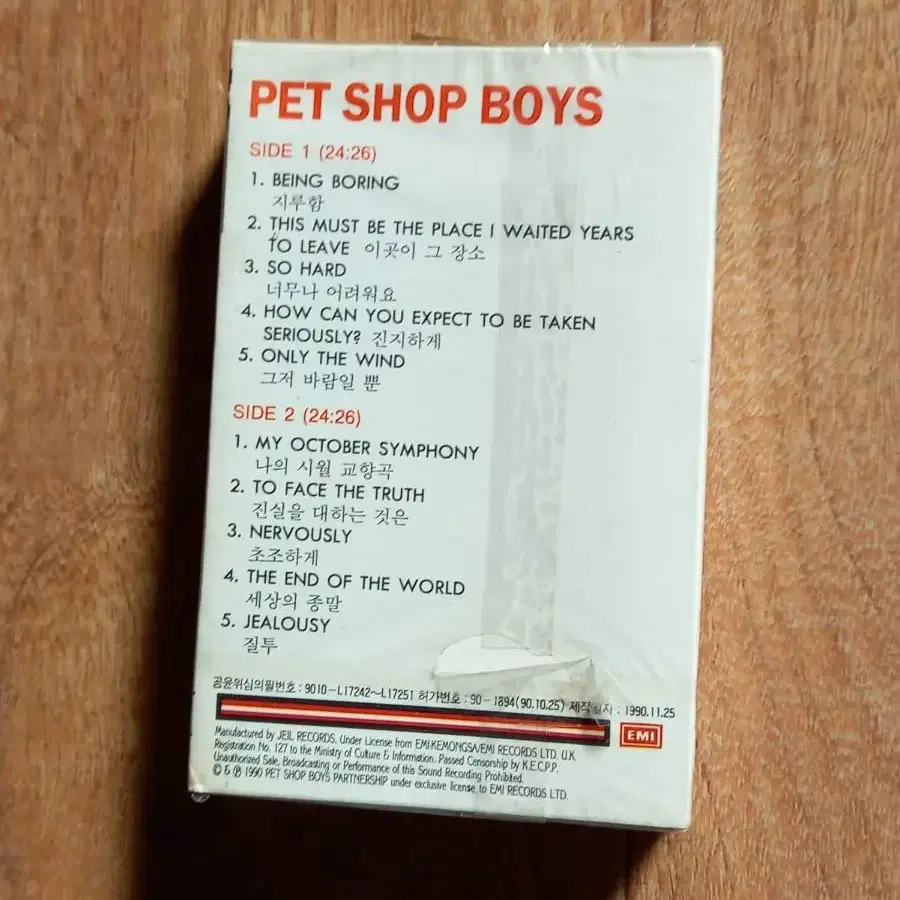 PET SHOP BOYS
SIDE 1 (24:26)
1. BEING BORING
지루함
2. THIS MUST BE THE PLACE I WAITED YEARS
TO LEAVE 이곳이 그 장소
3. SO HARD
너무나 어려워요
4. HOW CAN YOU EXPECT TO BE TAKEN
SERIOUSLY? 진지하게
5. ONLY THE WIND
그저 바람일 뿐
SIDE 2 (24:26)
1. MY OCTOBER SYMPHONY
나의 시월 교향곡
2. TO FACE THE TRUTH
진실을 대하는 것은
3. NERVOUSLY
초조하게
4. THE END OF THE WORLD
세상의 종말
5. JEALOUSY
질투
공윤위심의필번호 : 9010-L17242~L17251 허가번호 : 90-1894(90.10.25) 제작일자 : 1990.11.25
EMI
Manufactured by JEIL RECORDS. Under License from EMI-KEMONGSA/EMI RECORDS LTD. U.K.
Registration No. 127 to the Ministry of Culture & Information. Passed Censorship by K.E.C.P.P.
Unauthorized Sale, Broadcasting or Performance of this Sound Recording Prohibited.
© & ℗ 1990 PET SHOP BOYS PARTNERSHIP under exclusive license to EMI RECORDS LTD.